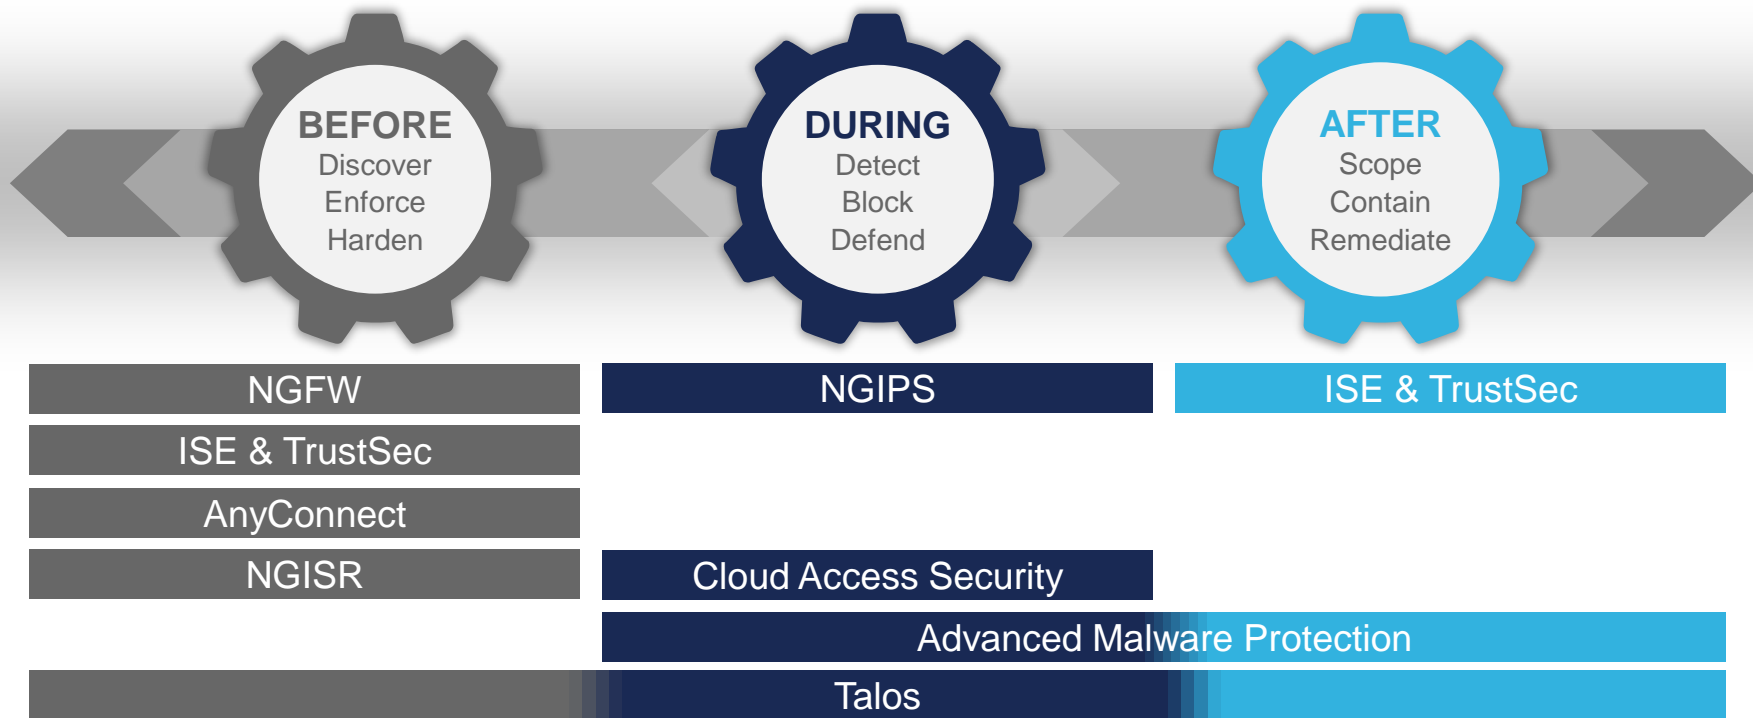 BEFORE
Discover
Enforce
Harden
DURING
Detect
Block
Defend
AFTER
Scope
Contain
Remediate
NGFW
NGIPS
ISE & TrustSec
ISE & TrustSec
AnyConnect
NGISR
Cloud Access Security
Advanced Malware Protection
Talos